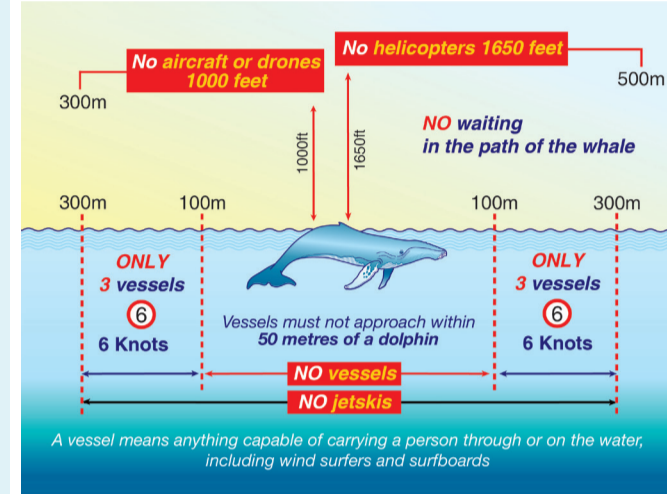 No aircraft or drones
1000 feet
No helicopters 1650 feet
300m
500m
1000ft
1650ft
NO waiting
in the path of the whale
300m
100m
100m
300m
ONLY
3 vessels
6
6 Knots
ONLY
3 vessels
6
6 Knots
Vessels must not approach within
50 metres of a dolphin
NO vessels
NO jetskis
A vessel means anything capable of carrying a person through or on the water,
including wind surfers and surfboards